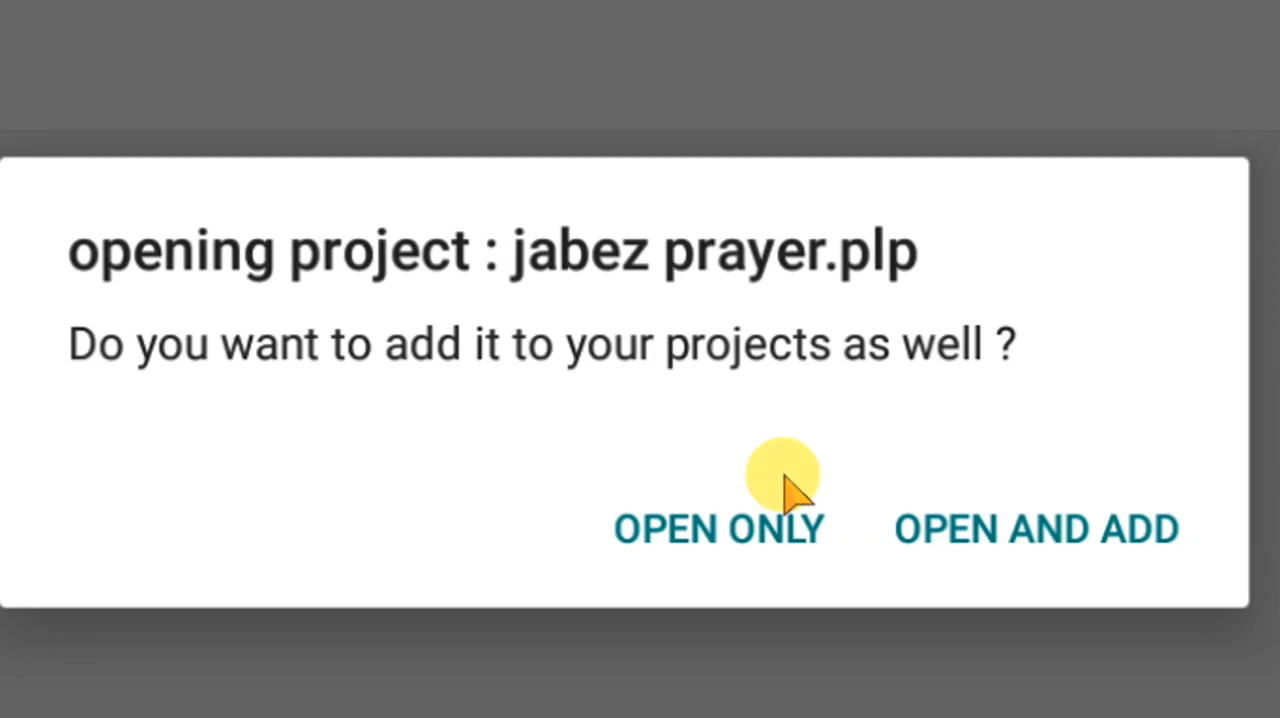 opening project : jabez prayer.plp
Do you want to add it to your projects as well ?
OPEN ONLY OPEN AND ADD